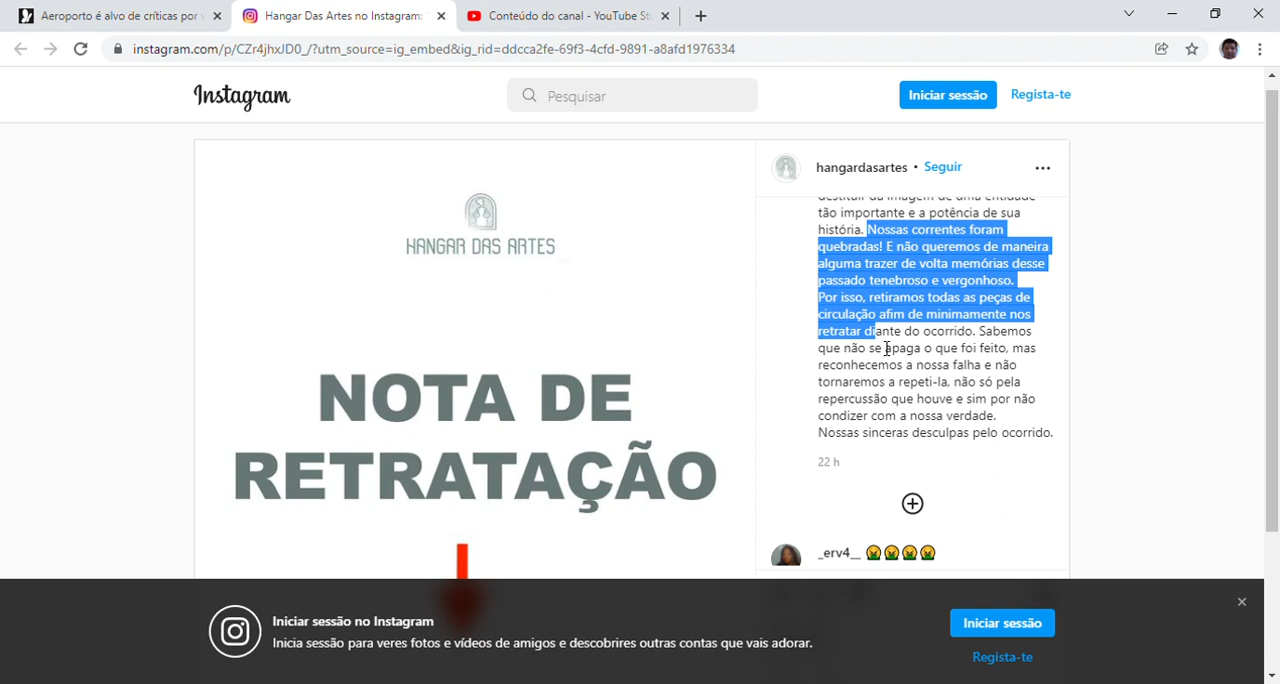 Aeroporto é alvo de críticas por v
Hangar Das Artes no Instagram:
Conteúdo do canal - YouTube St
instagram.com/p/CZr4jhxJD0_/?utm_source=ig_embed&ig_rid=ddcca2fe-69f3-4cfd-9891-a8afd1976334
Instagram
Pesquisar
Iniciar sessão
Regista-te
HANGAR DAS ARTES
NOTA DE
RETRATAÇÃO
hangardasartes • Seguir
destituir da imagem de uma entidade
tão importante e a potência de sua
história. Nossas correntes foram
quebradas! E não queremos de maneira
alguma trazer de volta memórias desse
passado tenebroso e vergonhoso.
Por isso, retiramos todas as peças de
circulação afim de minimamente nos
retratar diante do ocorrido. Sabemos
que não se apaga o que foi feito, mas
reconhecemos a nossa falha e não
tornaremos a repeti-la, não só pela
repercussão que houve e sim por não
condizer com a nossa verdade.
Nossas sinceras desculpas pelo ocorrido.
22 h
_erv4__ 🤮🤮🤮🤮
Iniciar sessão no Instagram
Inicia sessão para veres fotos e vídeos de amigos e descobrires outras contas que vais adorar.
Iniciar sessão
Regista-te